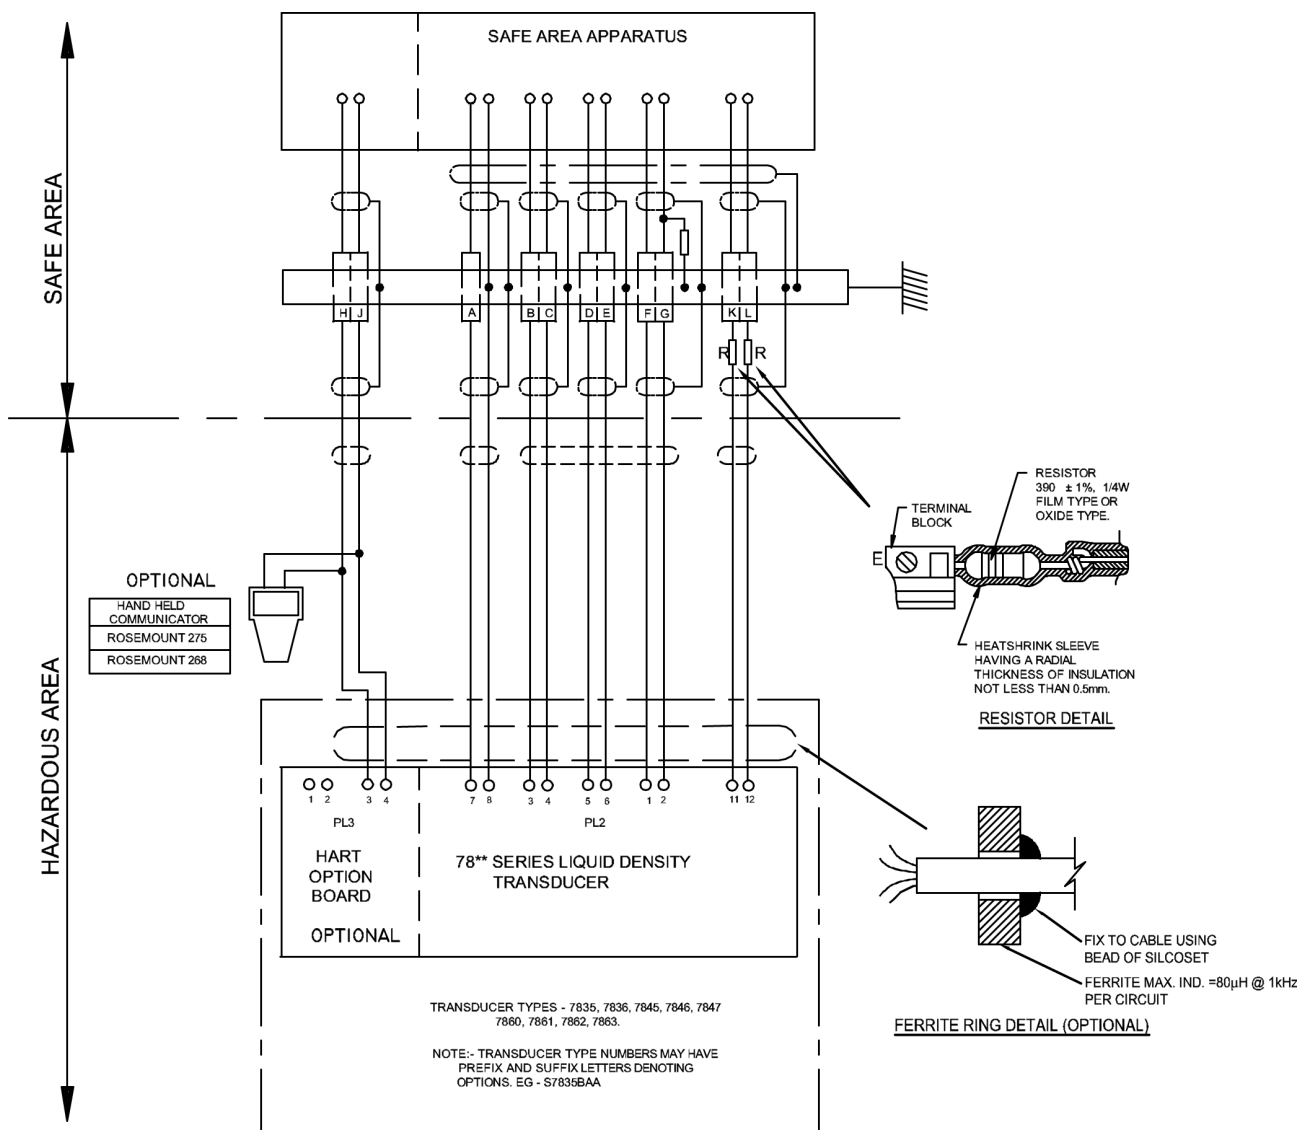 SAFE AREA APPARATUS
SAFE AREA
H J A B C D E F G K L
R R
HAZARDOUS AREA
OPTIONAL
HAND HELD
COMMUNICATOR
ROSEMOUNT 275
ROSEMOUNT 268
RESISTOR
390 ± 1%, 1/4W
FILM TYPE OR
OXIDE TYPE.
TERMINAL
BLOCK
E
HEATSHRINK SLEEVE
HAVING A RADIAL
THICKNESS OF INSULATION
NOT LESS THAN 0.5mm.
RESISTOR DETAIL
1 2 3 4 7 8 3 4 5 6 1 2 11 12
PL3
PL2
HART
OPTION
BOARD
OPTIONAL
78** SERIES LIQUID DENSITY
TRANSDUCER
FIX TO CABLE USING
BEAD OF SILCOSET
FERRITE MAX. IND. =80µH @ 1kHz
PER CIRCUIT
FERRITE RING DETAIL (OPTIONAL)
TRANSDUCER TYPES - 7835, 7836, 7845, 7846, 7847
7860, 7861, 7862, 7863.
NOTE:- TRANSDUCER TYPE NUMBERS MAY HAVE
PREFIX AND SUFFIX LETTERS DENOTING
OPTIONS. EG - S7835BAA